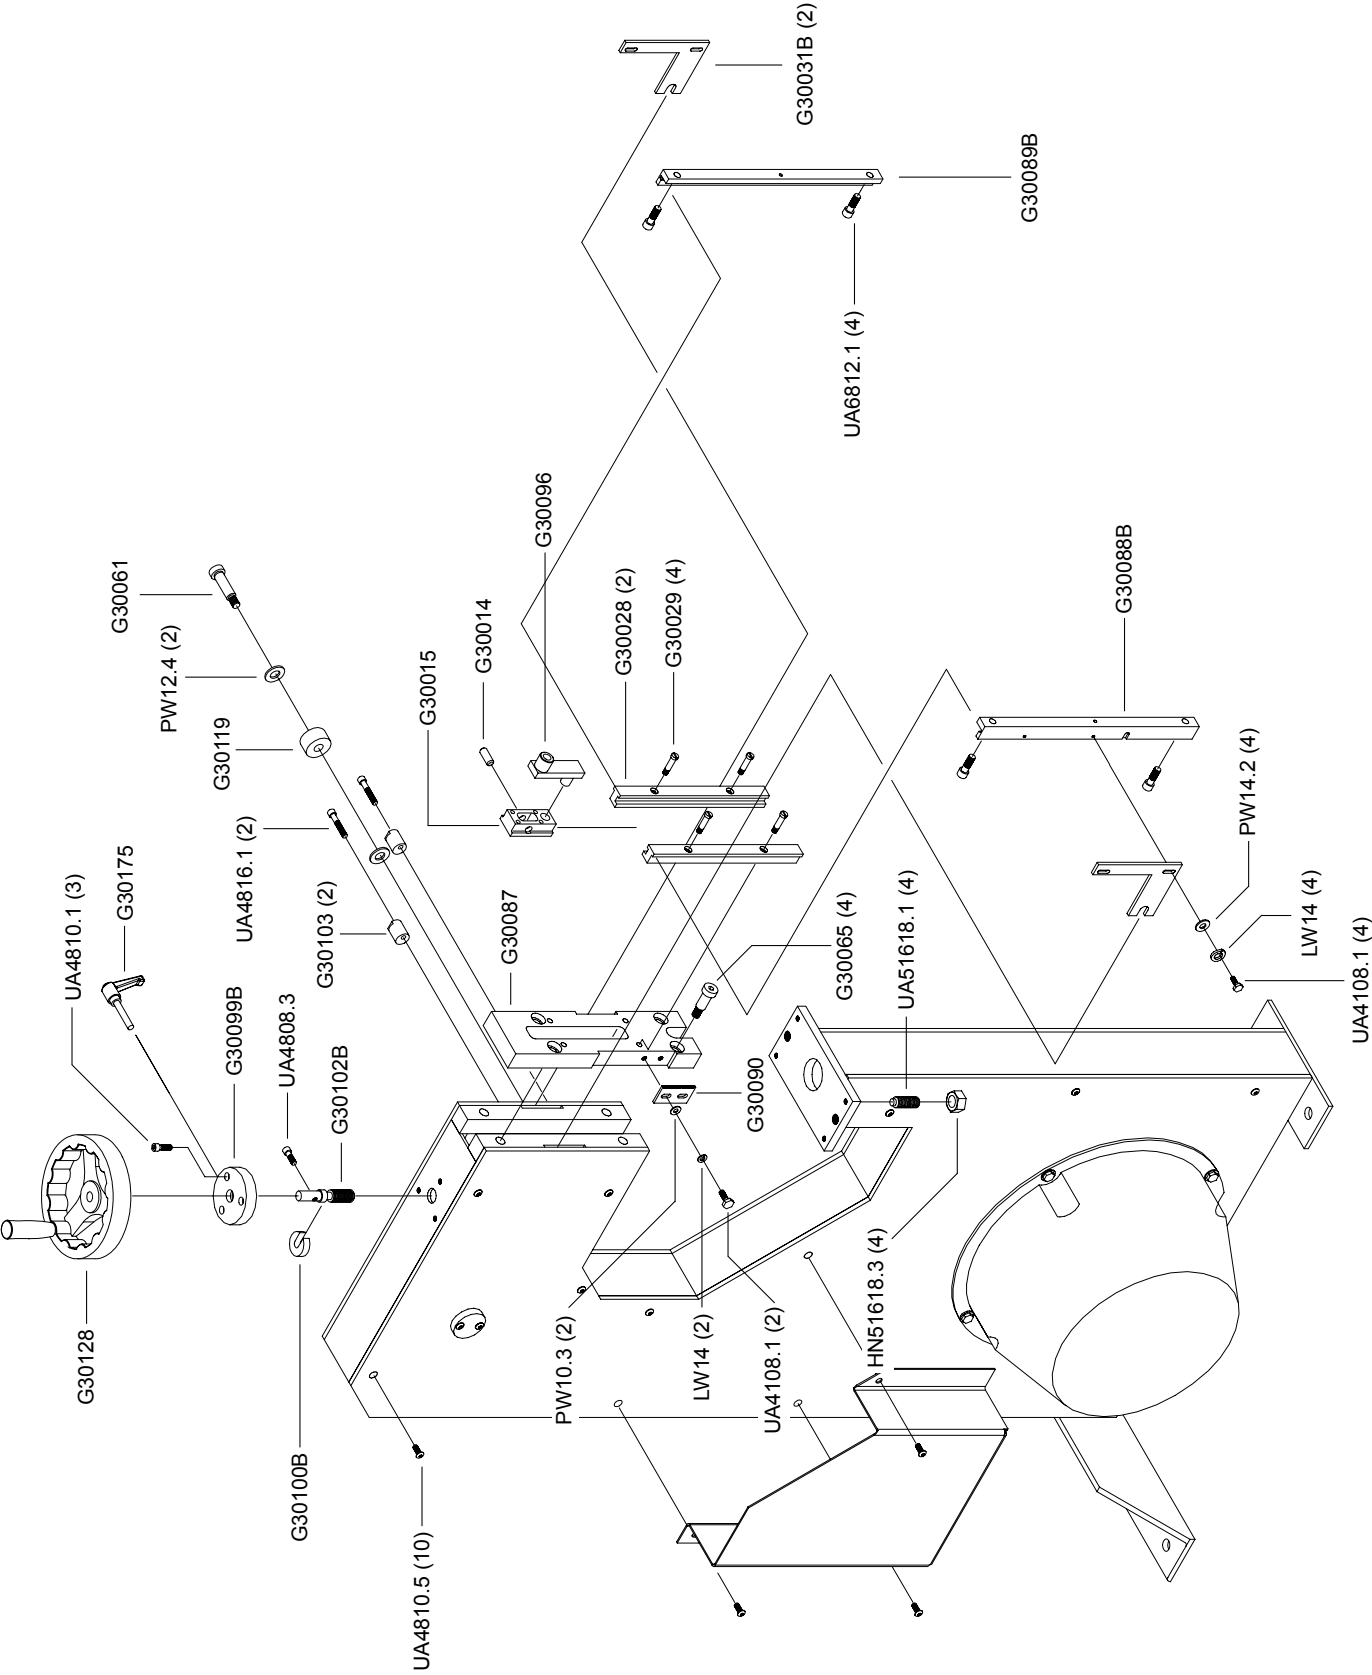 G30031B (2)
G30089B
UA6812.1 (4)
G30096
G30061
PW12.4 (2)
G30119
UA4816.1 (2)
G30175
UA4810.1 (3)
G30103 (2)
G30015
G30014
G30028 (2)
G30029 (4)
G30088B
G30087
G30065 (4)
UA51618.1 (4)
PW14.2 (4)
LW14 (4)
UA4108.1 (4)
G30099B
UA4808.3
G30102B
G30090
G30128
G30100B
UA4810.5 (10)
PW10.3 (2)
LW14 (2)
UA4108.1 (2)
HN51618.3 (4)